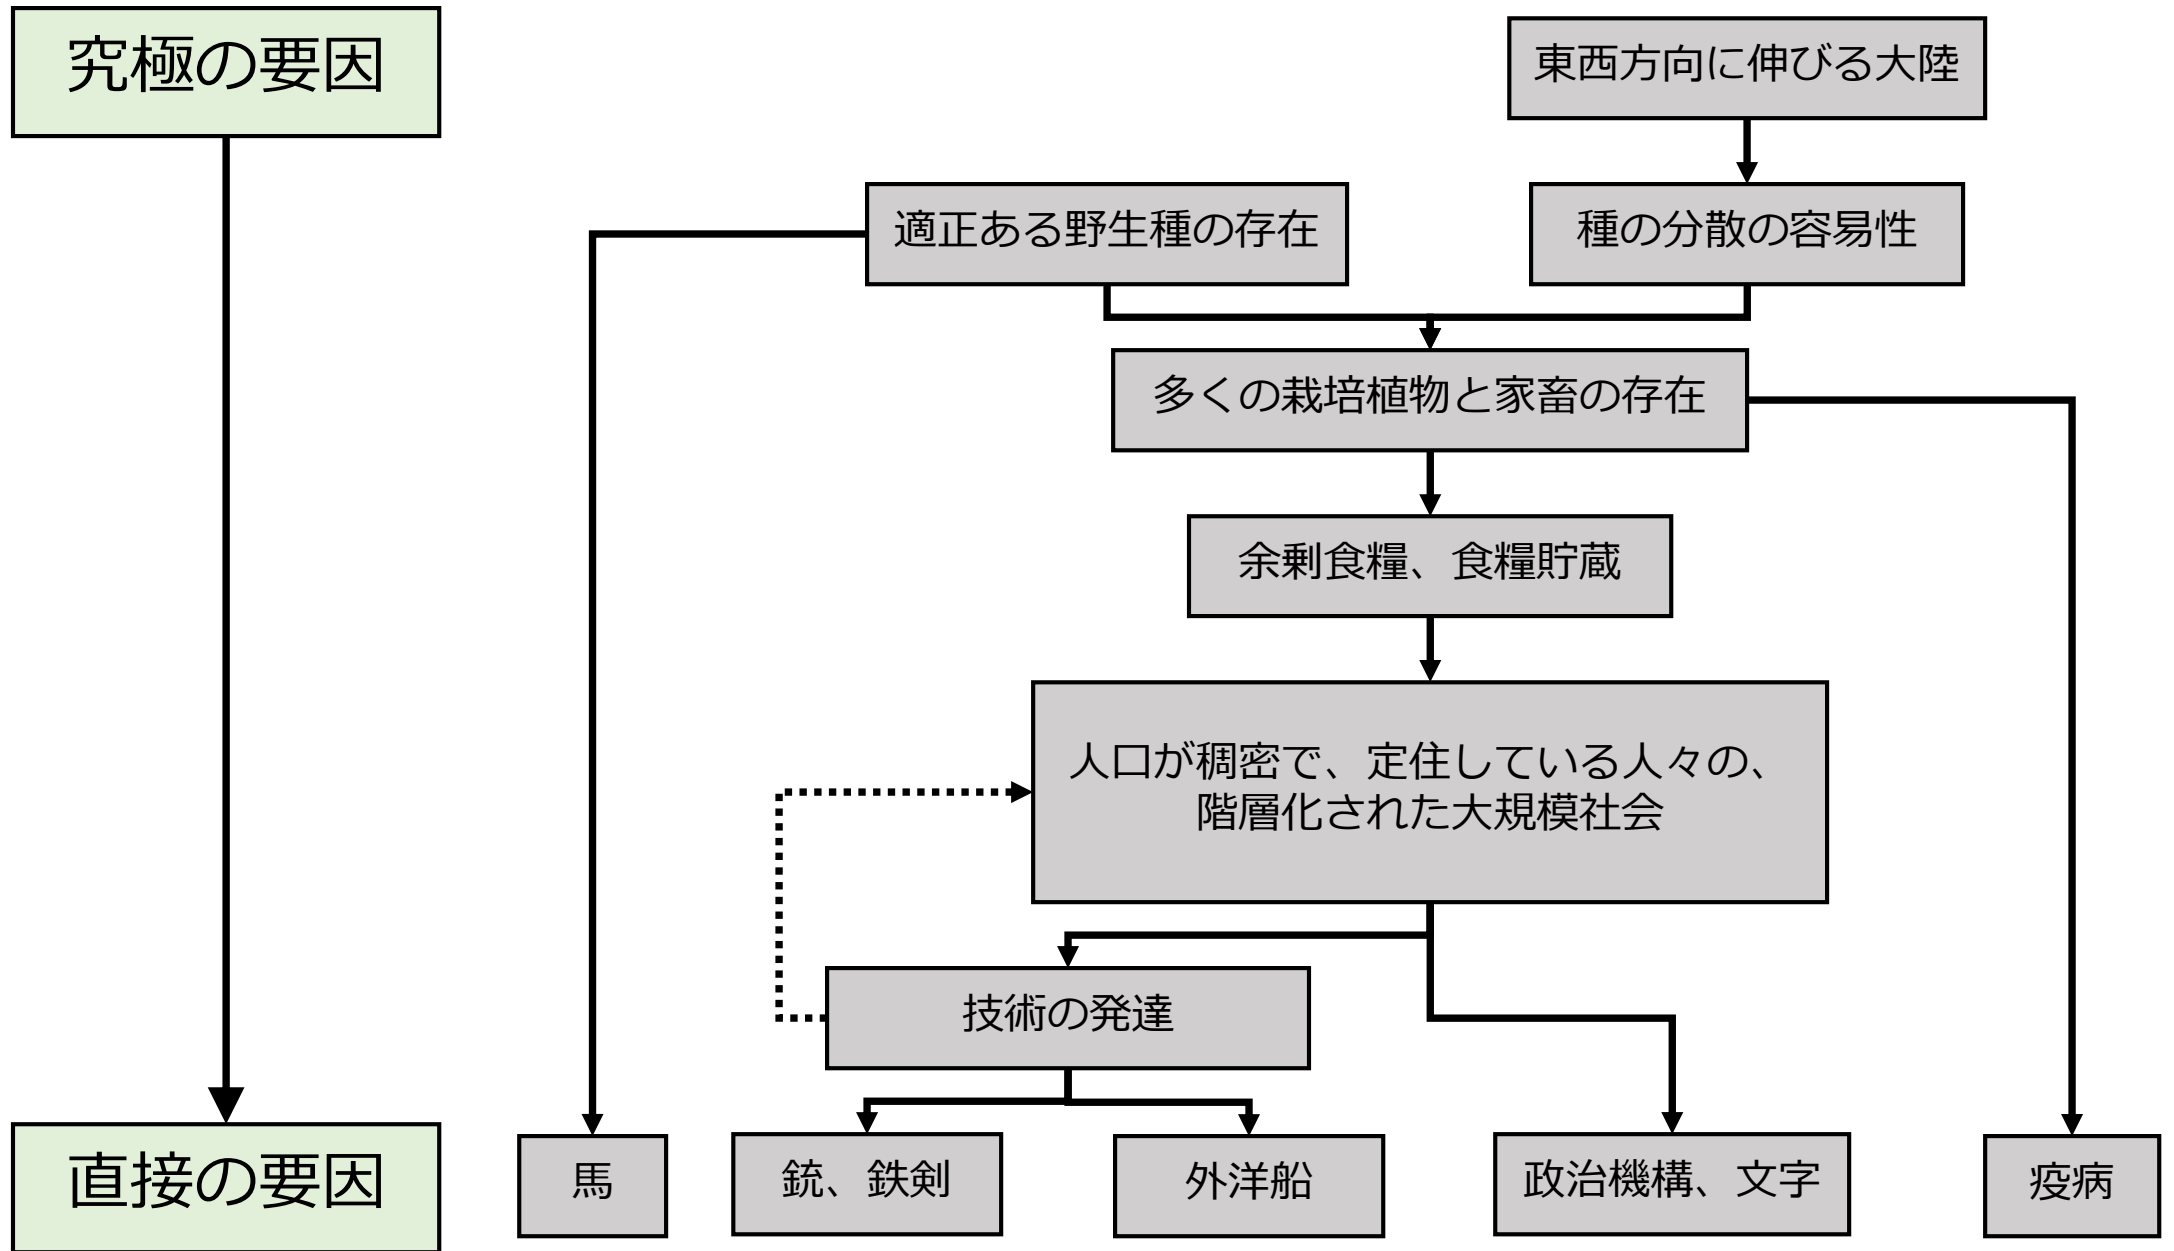 究極の要因
東西方向に伸びる大陸
適正ある野生種の存在
種の分散の容易性
多くの栽培植物と家畜の存在
余剰食糧、食糧貯蔵
人口が稠密で、定住している人々の、
階層化された大規模社会
技術の発達
直接の要因
馬
銃、鉄剣
外洋船
政治機構、文字
疫病